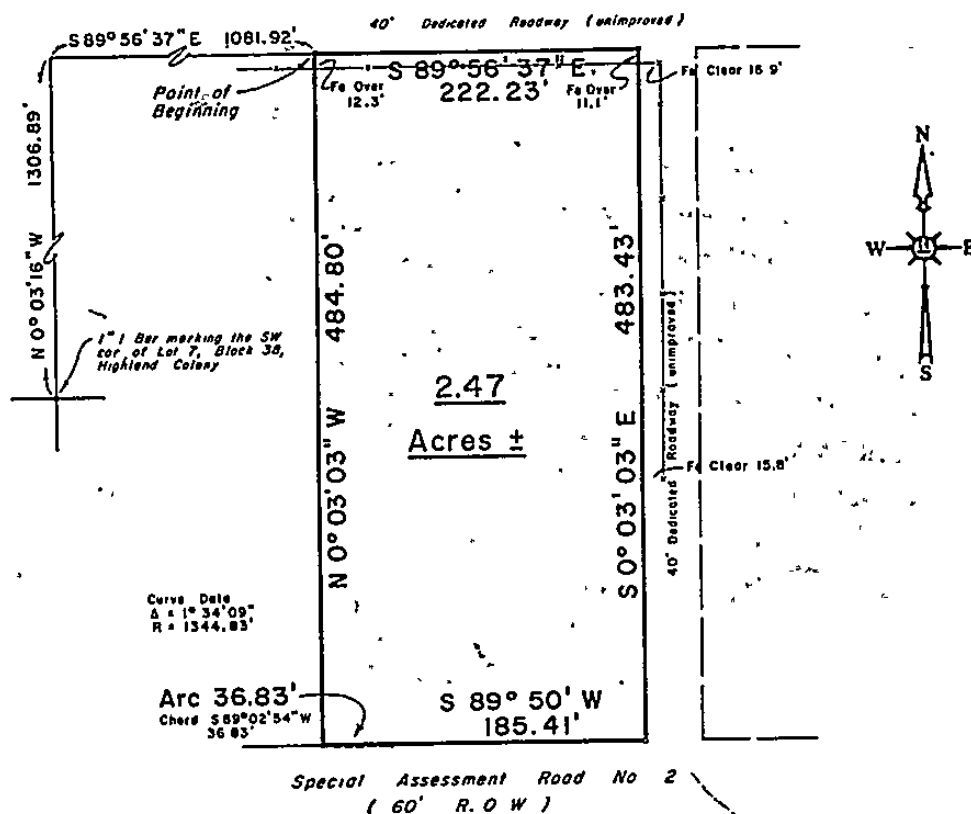 40' Dedicated Roadway (unimproved)
S 89° 56' 37" E 1081.92'
S 89° 56' 37" E
222.23'
Fe Clear 16 9'
Point of
Beginning
Fe Over
12.3'
Fe Over
11.1'
1306.89'
N 0° 03' 16" W
N
W
E
S
484.80'
N 0° 03' 03" W
483.43'
S 0° 03' 03" E
40' Dedicated Roadway (unimproved)
1" I Bar marking the SW
cor. of Lot 7, Block 38,
Highland Colony
2.47
Acres ±
Fe Clear 15.8'
Curve Data
Δ = 1° 34' 09"
R = 1344.83'
Arc 36.83'
Chord S 89° 02' 54" W
36 83'
S 89° 50' W
185.41'
Special Assessment Road No 2
( 60' R. O W )